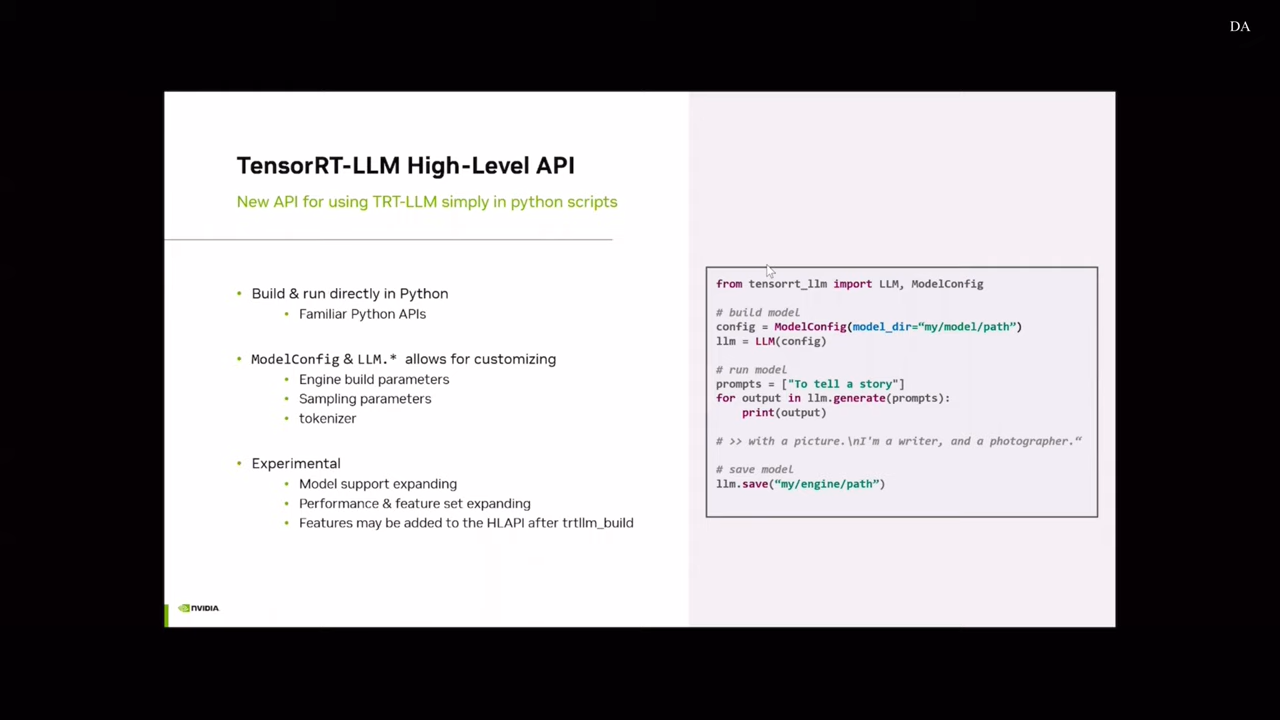 DA
TensorRT-LLM High-Level API
New API for using TRT-LLM simply in python scripts
• Build & run directly in Python
• Familiar Python APIs
• ModelConfig & LLM.* allows for customizing
• Engine build parameters
• Sampling parameters
• tokenizer
• Experimental
• Model support expanding
• Performance & feature set expanding
• Features may be added to the HLAPI after trtllm_build
from tensorrt_llm import LLM, ModelConfig
# build model
config = ModelConfig(model_dir=“my/model/path”)
llm = LLM(config)
# run model
prompts = ["To tell a story"]
for output in llm.generate(prompts):
    print(output)
# >> with a picture.\nI'm a writer, and a photographer.“
# save model
llm.save(“my/engine/path”)
NVIDIA